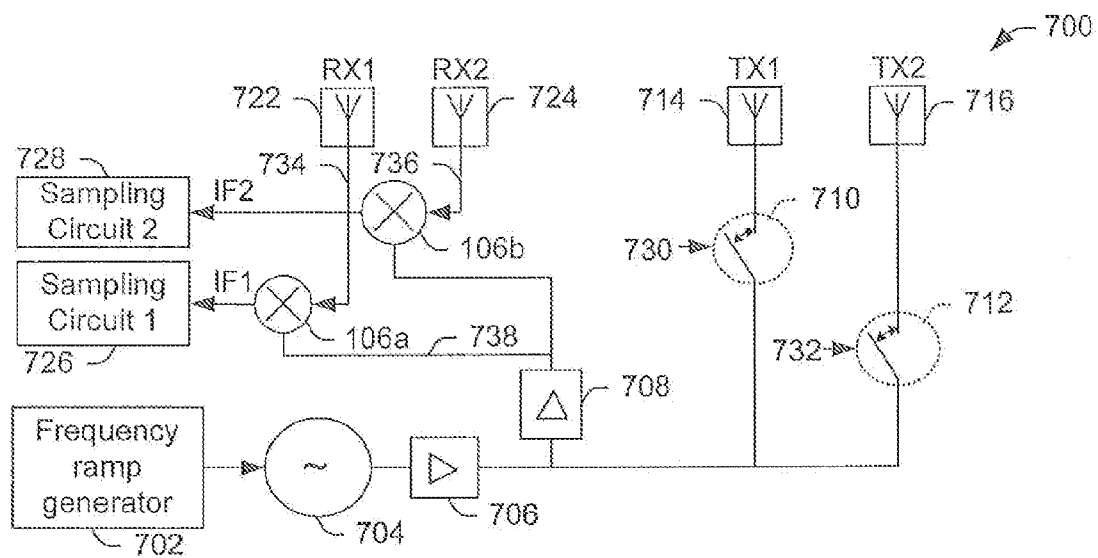 700
RX1
RX2
TX1
TX2
722
724
714
716
728
734
736
Sampling
Circuit 2
IF2
710
730
106b
Sampling
Circuit 1
IF1
712
106a
738
732
726
708
Frequency
ramp
generator
~
702
704
706